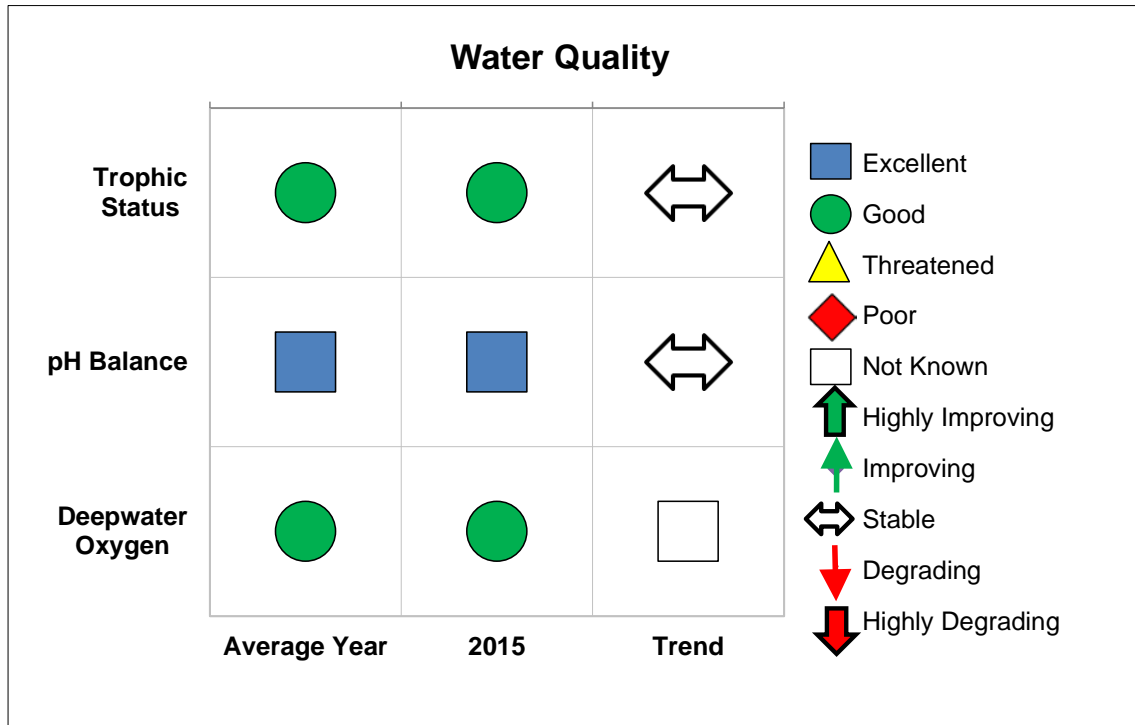 Water Quality
Trophic
Status
pH Balance
Deepwater
Oxygen
Average Year
2015
Trend
Excellent
Good
Threatened
Poor
Not Known
Highly Improving
Improving
Stable
Degrading
Highly Degrading